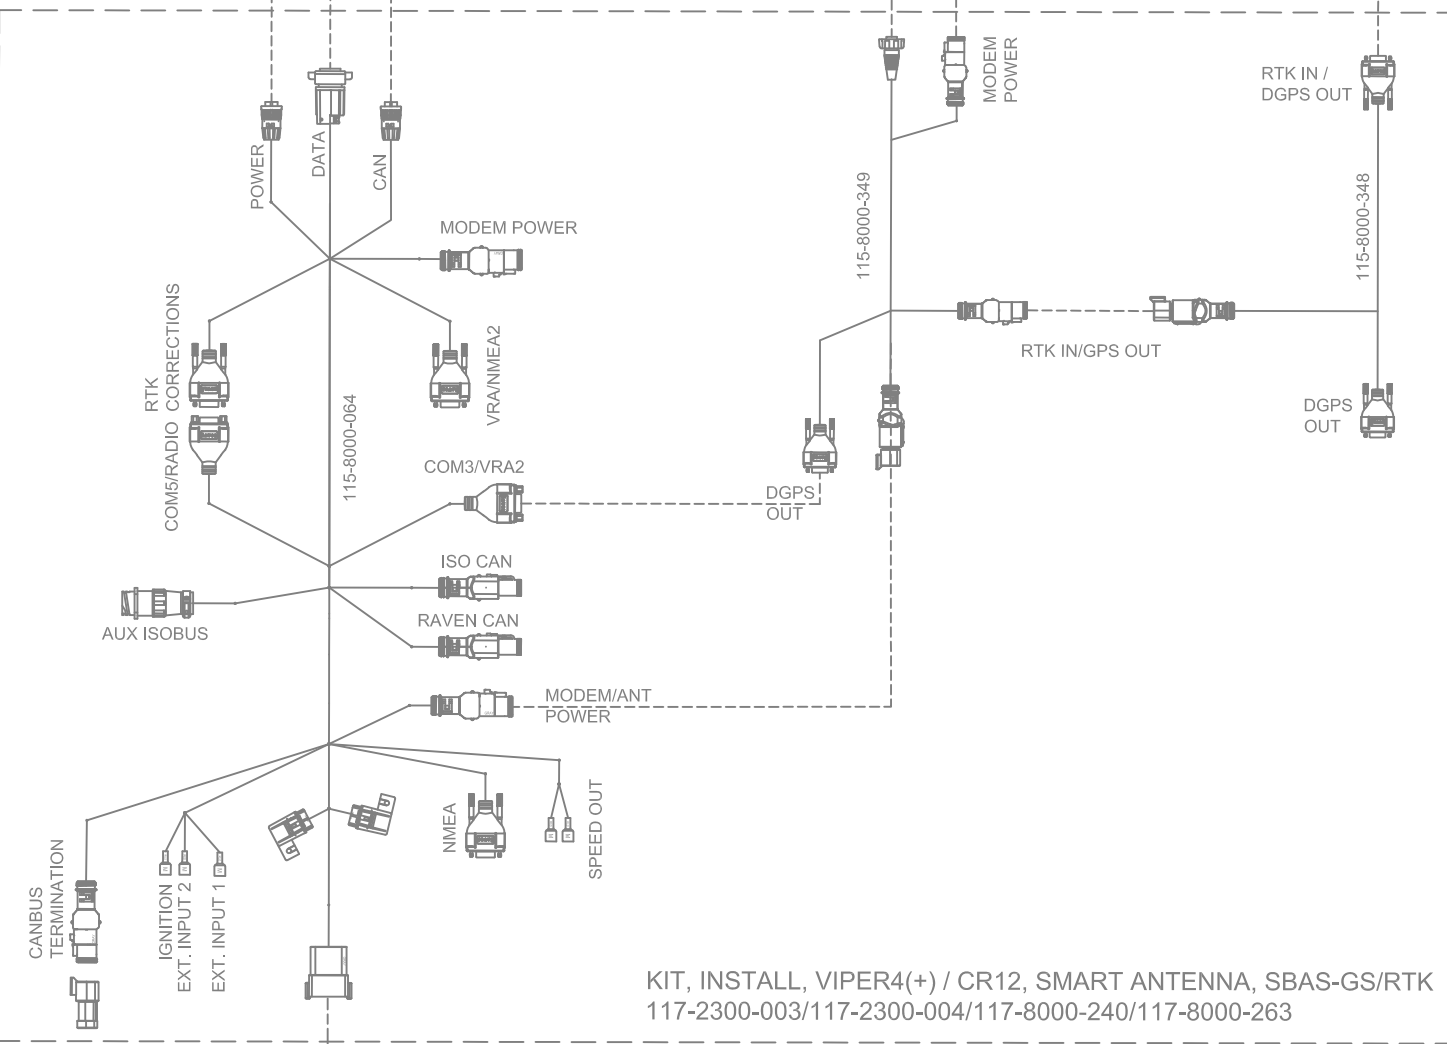 MODEM
POWER
RTK IN /
DGPS OUT
POWER
DATA
CAN
MODEM POWER
115-8000-349
115-8000-348
RTK
COM5/RADIO CORRECTIONS
VRA/NMEA2
RTK IN/GPS OUT
115-8000-064
DGPS
OUT
COM3/VRA2
DGPS
OUT
ISO CAN
RAVEN CAN
AUX ISOBUS
MODEM/ANT
POWER
NMEA
SPEED OUT
CANBUS
TERMINATION
IGNITION
EXT. INPUT 2
EXT. INPUT 1
KIT, INSTALL, VIPER4(+) / CR12, SMART ANTENNA, SBAS-GS/RTK
117-2300-003/117-2300-004/117-8000-240/117-8000-263